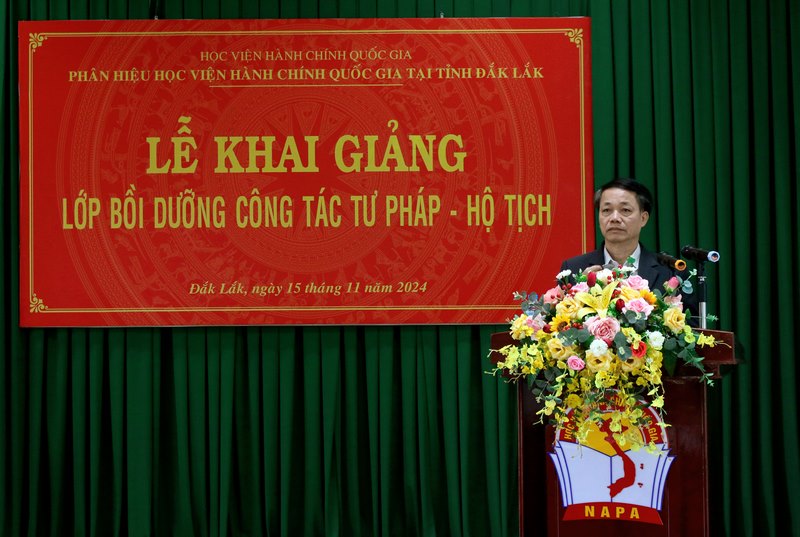 HỌC VIỆN HÀNH CHÍNH QUỐC GIA
PHÂN HIỆU HỌC VIỆN HÀNH CHÍNH QUỐC GIA TẠI TỈNH ĐẮK LẮK
LỄ KHAI GIẢNG
LỚP BỒI DƯỠNG CÔNG TÁC TƯ PHÁP - HỘ TỊCH
Đắk Lắk, ngày 15 tháng 11 năm 2024
NAPA